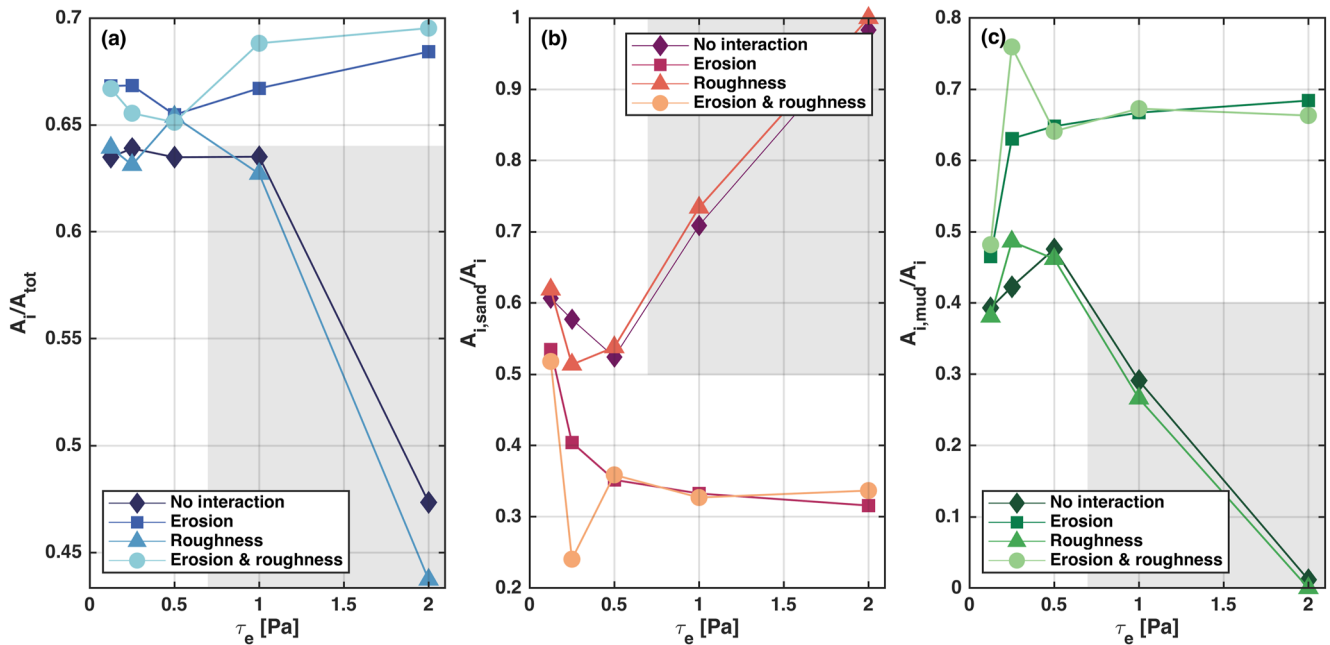 (a)
0.7
0.65
0.6
0.55
0.5
0.45
A_i/A_tot
No interaction
Erosion
Roughness
Erosion & roughness
0 0.5 1 1.5 2
τ_e [Pa]
(b)
1
0.9
0.8
0.7
0.6
0.5
0.4
0.3
0.2
A_i,sand/A_i
No interaction
Erosion
Roughness
Erosion & roughness
0 0.5 1 1.5 2
τ_e [Pa]
(c)
0.8
0.7
0.6
0.5
0.4
0.3
0.2
0.1
0
A_i,mud/A_i
No interaction
Erosion
Roughness
Erosion & roughness
0 0.5 1 1.5 2
τ_e [Pa]